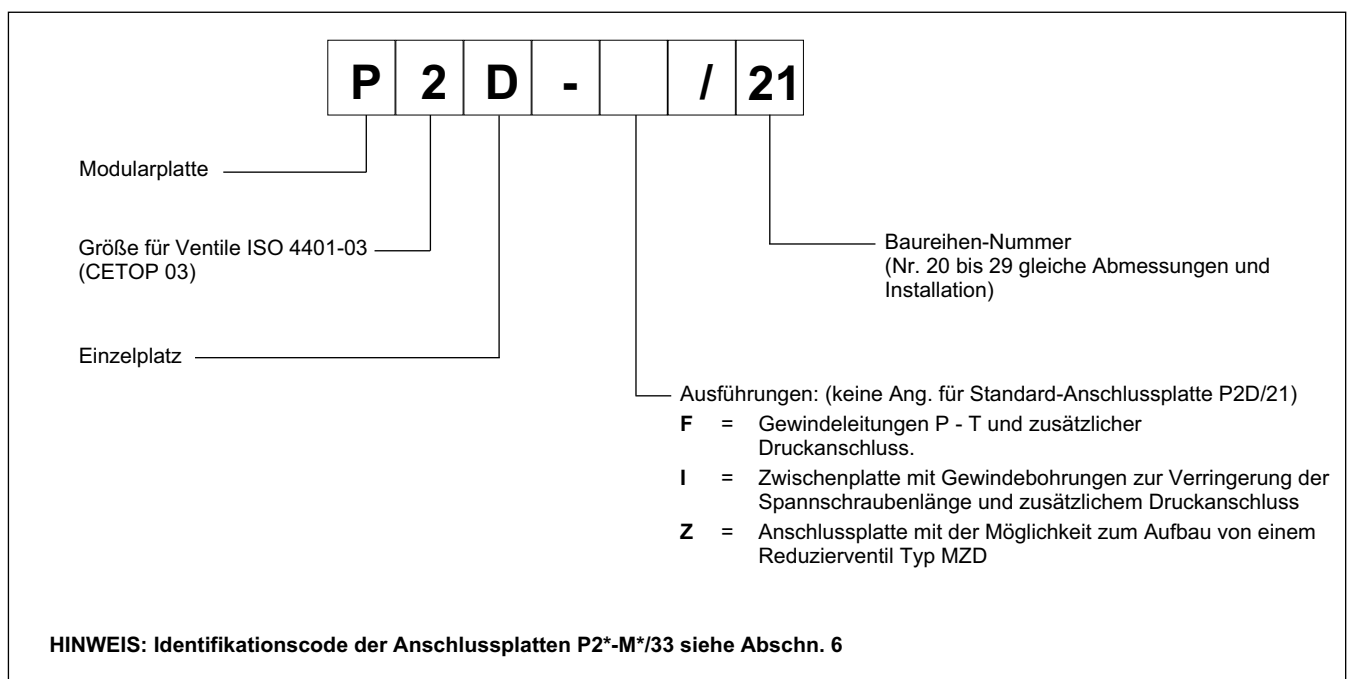 P 2 D - / 21
Modularplatte
Größe für Ventile ISO 4401-03
(CETOP 03)
Einzelplatz
Baureihen-Nummer
(Nr. 20 bis 29 gleiche Abmessungen und
Installation)
Ausführungen: (keine Ang. für Standard-Anschlussplatte P2D/21)
F = Gewindeleitungen P - T und zusätzlicher
Druckanschluss.
I = Zwischenplatte mit Gewindebohrungen zur Verringerung der
Spannschraubenlänge und zusätzlichem Druckanschluss
Z = Anschlussplatte mit der Möglichkeit zum Aufbau von einem
Reduzierventil Typ MZD
HINWEIS: Identifikationscode der Anschlussplatten P2*-M*/33 siehe Abschn. 6